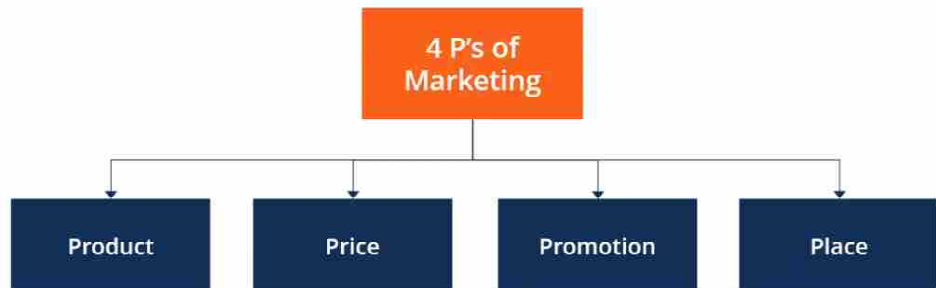 4 P's of
Marketing
Product
Price
Promotion
Place